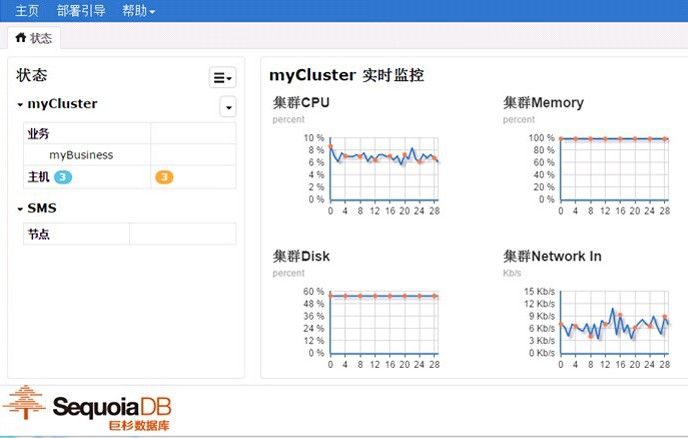 主页 部署引导 帮助
状态
状态
myCluster
业务
myBusiness
主机 3 3
SMS
节点
myCluster 实时监控
集群CPU
percent
10 %
8 %
6 %
4 %
2 %
0 %
0 4 8 12 16 20 24 28
集群Memory
percent
100 %
80 %
60 %
40 %
20 %
0 %
0 4 8 12 16 20 24 28
集群Disk
percent
60 %
48 %
36 %
24 %
12 %
0 %
0 4 8 12 16 20 24 28
集群Network In
Kb/s
15 Kb/s
12 Kb/s
9 Kb/s
6 Kb/s
3 Kb/s
0 Kb/s
0 4 8 12 16 20 24 28
SequoiaDB
巨杉数据库